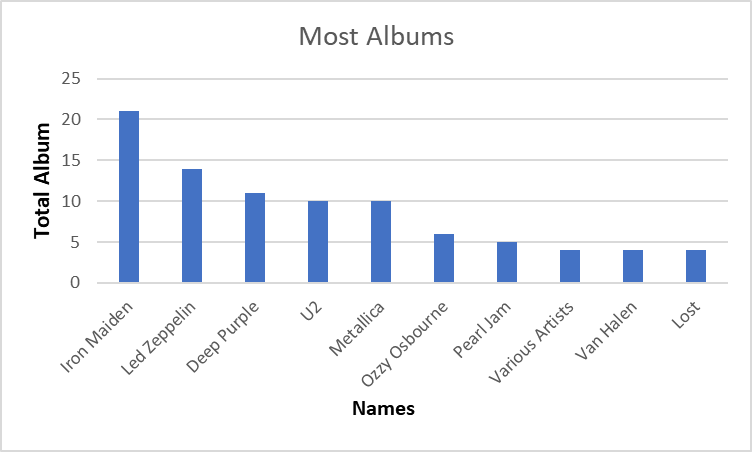 Most Albums
Total Album
25
20
15
10
5
0
Iron Maiden
Led Zeppelin
Deep Purple
U2
Metallica
Ozzy Osbourne
Pearl Jam
Various Artists
Van Halen
Lost
Names